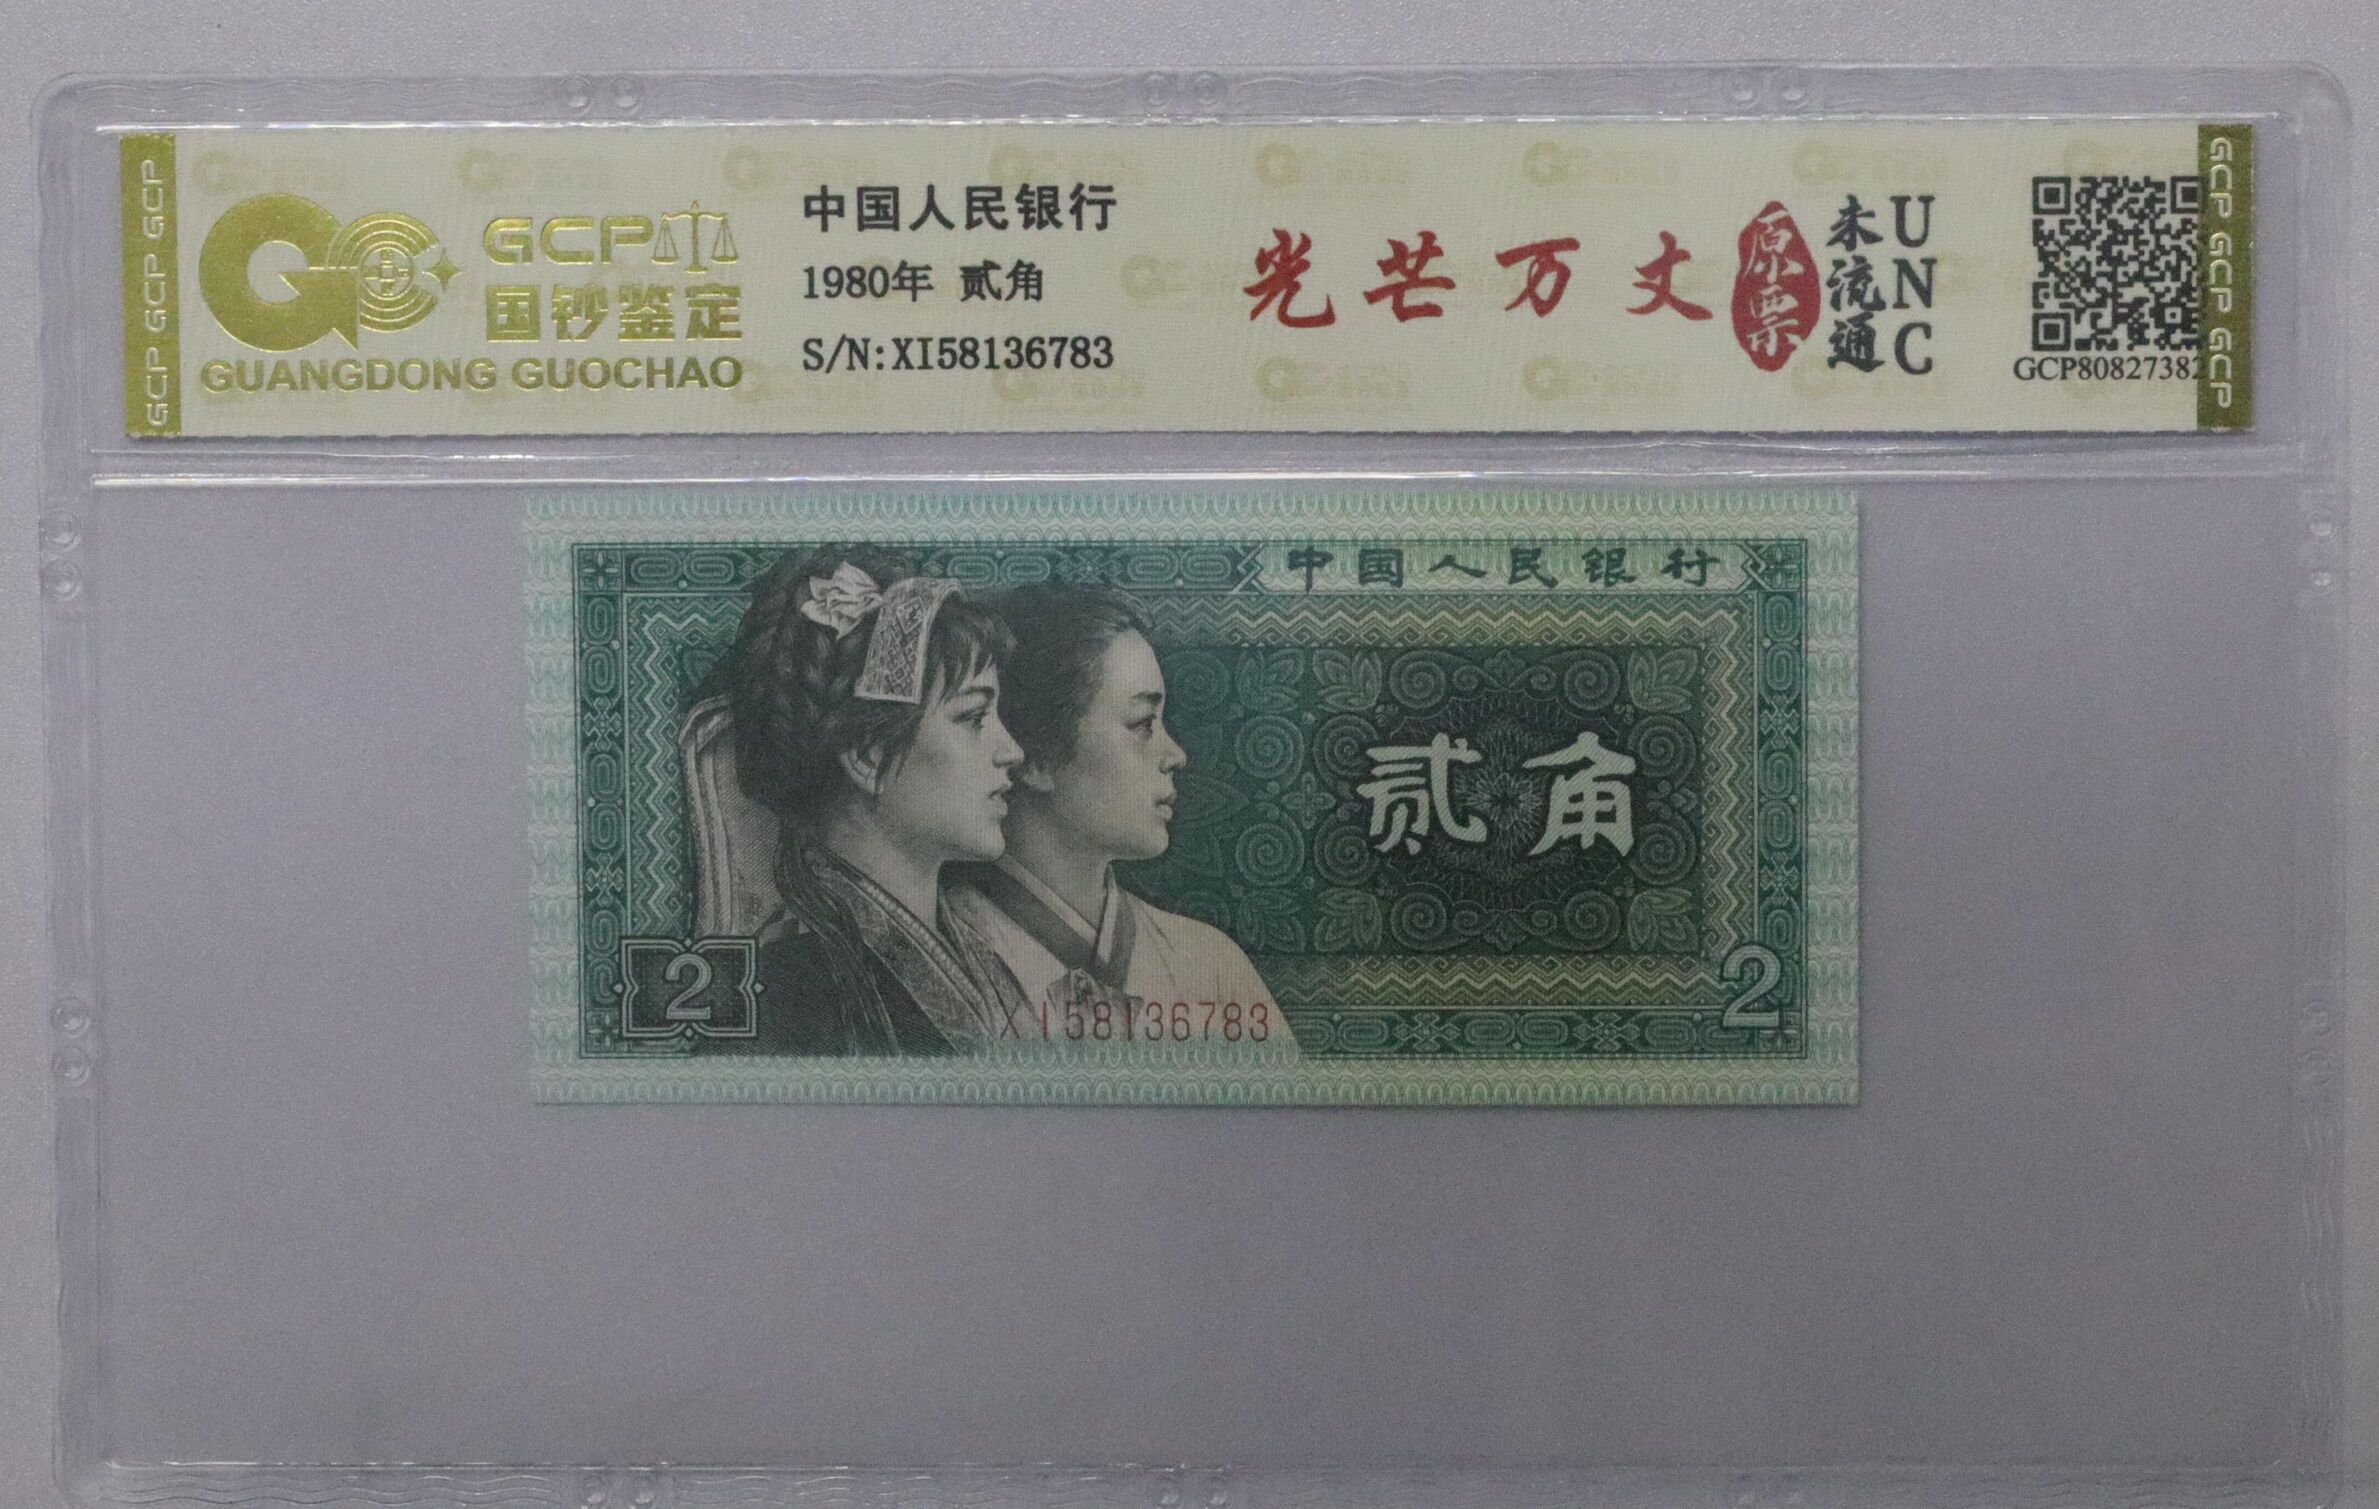 GCP GCP GCP
GCP
国钞鉴定
GUANGDONG GUOCHAO
中国人民银行
1980年 贰角
S/N:XI58136783
光芒万丈
原票
未流通
UNC
GCP80827382
GCP GCP GCP
中国人民银行
贰角
2
XI58136783
2